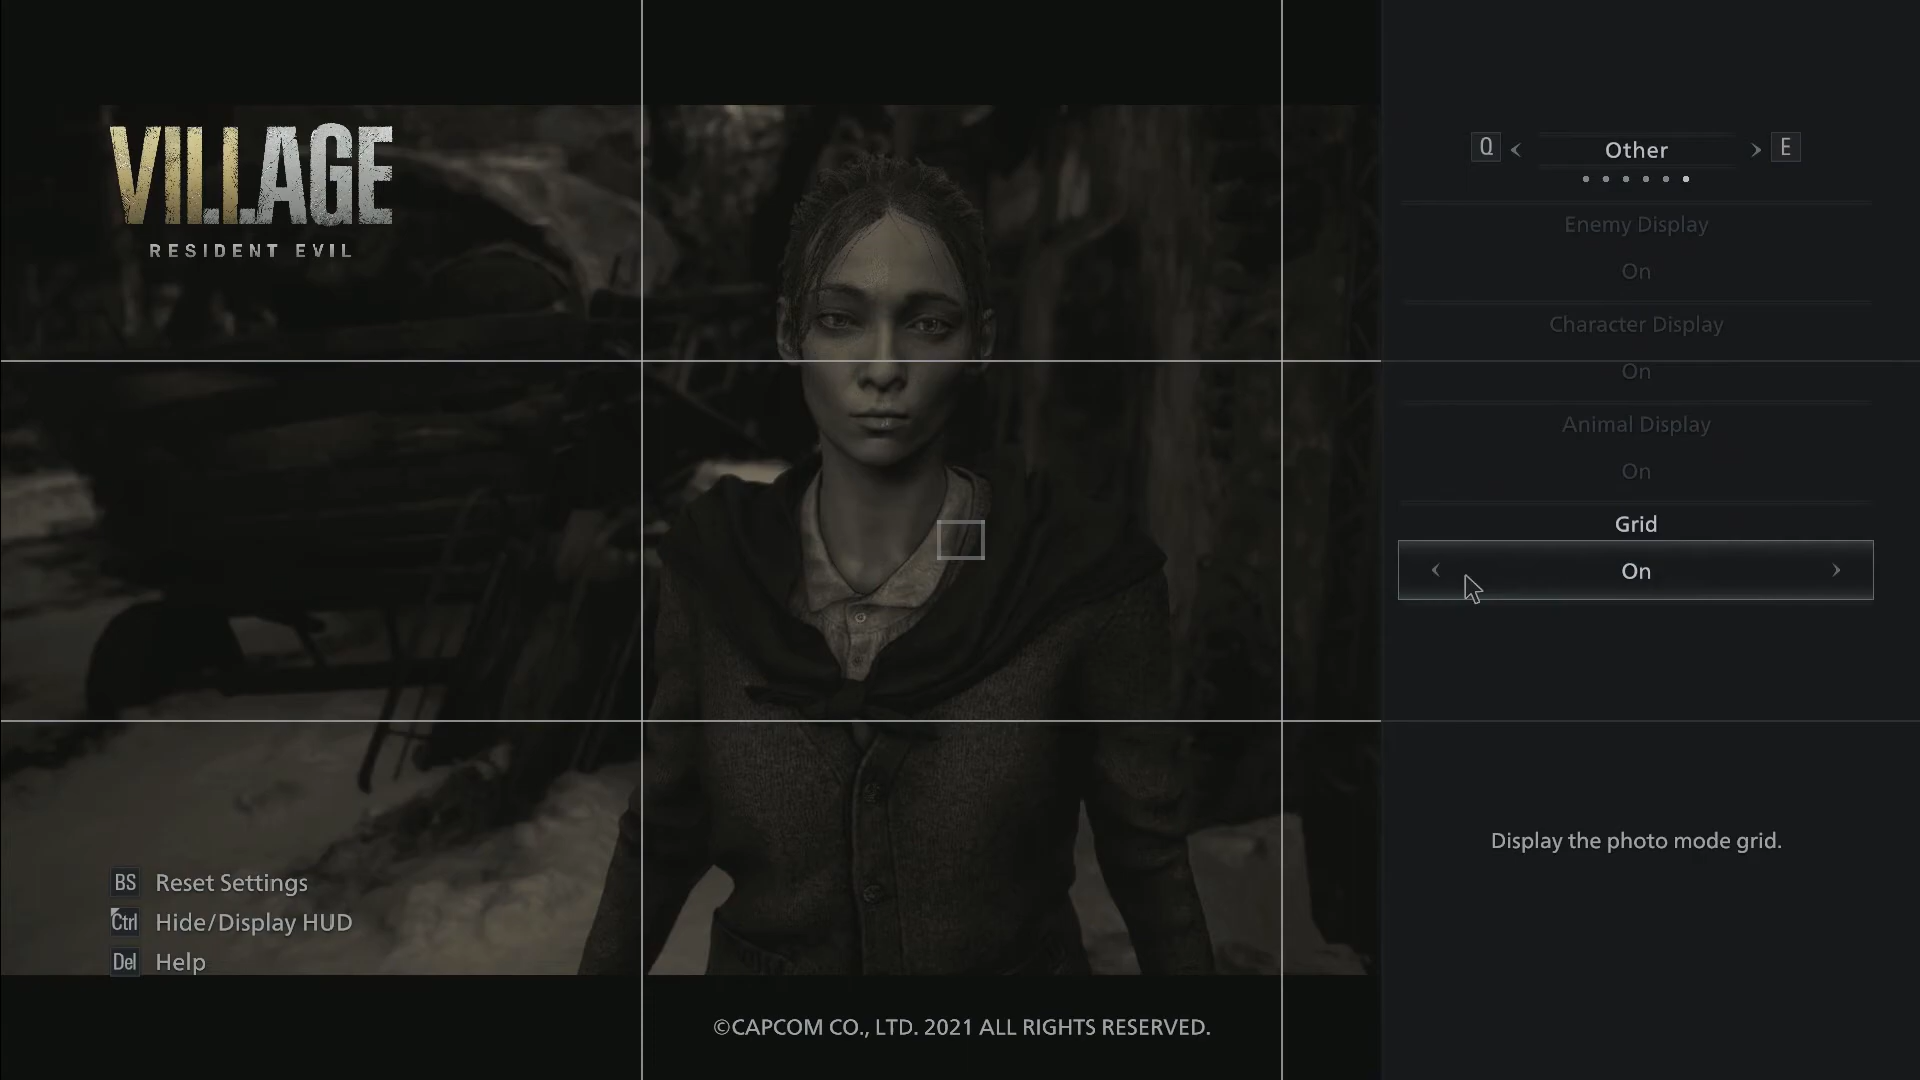 VILLAGE
RESIDENT EVIL
Q
Other
E
Enemy Display
On
Character Display
On
Animal Display
On
Grid
On
Display the photo mode grid.
BS Reset Settings
Ctrl Hide/Display HUD
Del Help
©CAPCOM CO., LTD. 2021 ALL RIGHTS RESERVED.